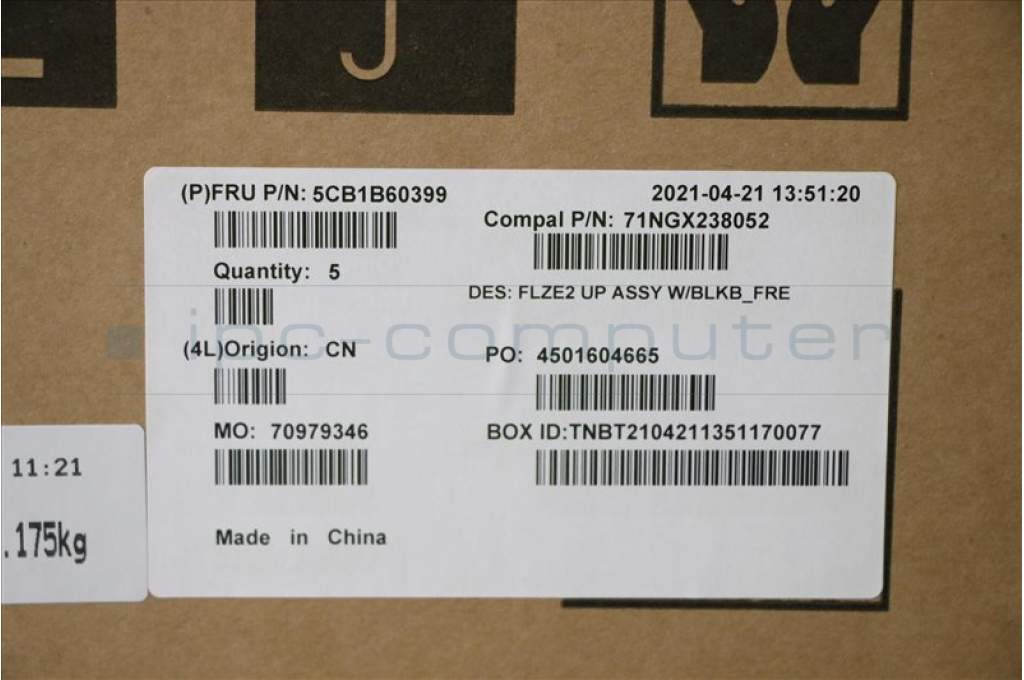 (P)FRU P/N: 5CB1B60399
2021-04-21 13:51:20
Compal P/N: 71NGX238052
Quantity: 5
DES: FLZE2 UP ASSY W/BLKB_FRE
ipc-computer
(4L)Origion: CN
PO: 4501604665
MO: 70979346
BOX ID:TNBT2104211351170077
11:21
.175kg
Made in China